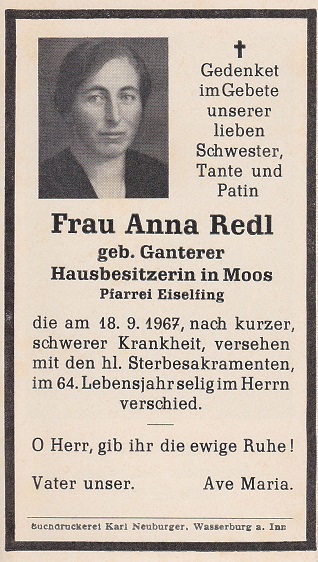 Gedenket
im Gebete
unserer
lieben
Schwester,
Tante und
Patin
Frau Anna Redl
geb. Ganterer
Hausbesitzerin in Moos
Pfarrei Eiselfing
die am 18. 9. 1967, nach kurzer,
schwerer Krankheit, versehen
mit den hl. Sterbesakramenten,
im 64. Lebensjahr selig im Herrn
verschied.
O Herr, gib ihr die ewige Ruhe!
Vater unser. Ave Maria.
Buchdruckerei Karl Neuburger, Wasserburg a. Inn